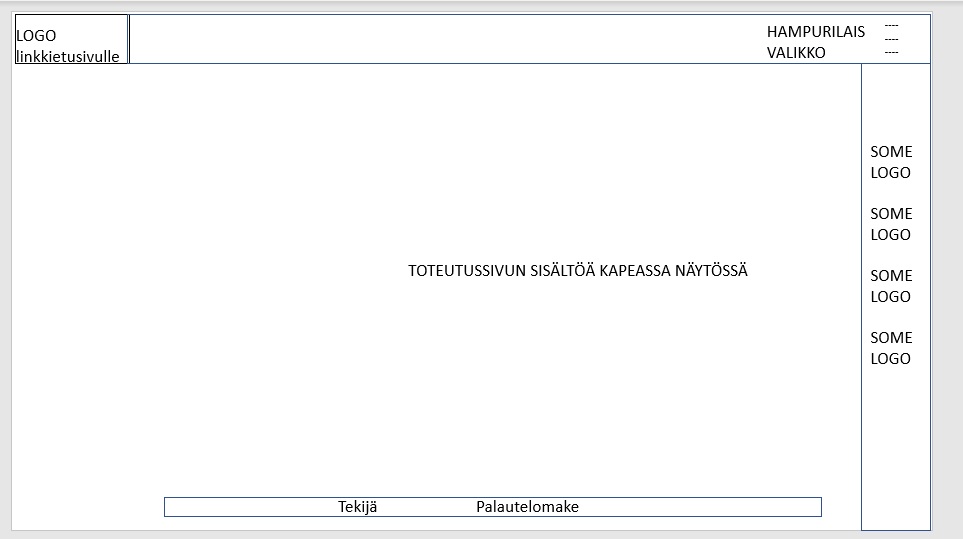 LOGO
linkkietusivulle
HAMPURILAIS
VALIKKO
----
----
----
SOME
LOGO
SOME
LOGO
SOME
LOGO
SOME
LOGO
TOTEUTUSSIVUN SISÄLTÖÄ KAPEASSA NÄYTÖSSÄ
Tekijä Palautelomake